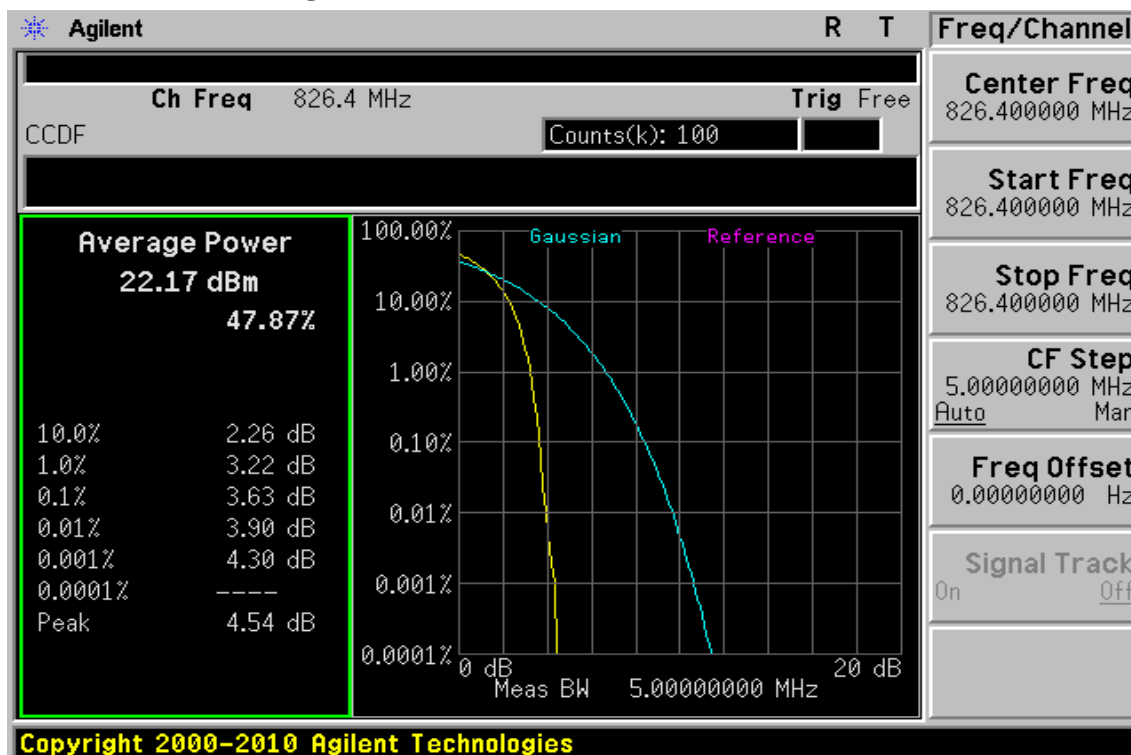 Agilent
R T
Freq/Channel
Ch Freq 826.4 MHz Trig Free
CCDF
Counts(k): 100
Center Freq
826.400000 MHz
Start Freq
826.400000 MHz
Stop Freq
826.400000 MHz
CF Step
5.00000000 MHz
Auto Man
Freq Offset
0.00000000 Hz
Signal Track
On Off
Average Power
22.17 dBm
47.87%
10.0% 2.26 dB
1.0% 3.22 dB
0.1% 3.63 dB
0.01% 3.90 dB
0.001% 4.30 dB
0.0001% ----
Peak 4.54 dB
Gaussian Reference
100.00%
10.00%
1.00%
0.10%
0.01%
0.001%
0.0001%
0 dB 20 dB
Meas BW 5.00000000 MHz
Copyright 2000-2010 Agilent Technologies